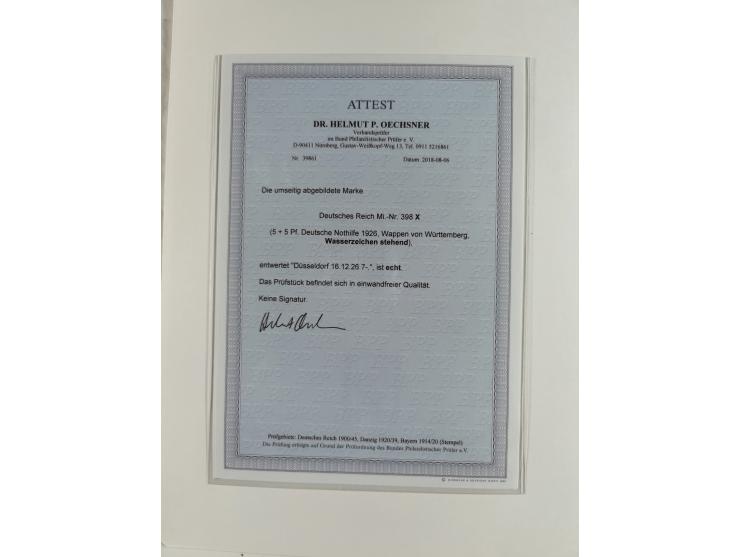 ATTEST
DR. HELMUT P. OECHSNER
Verbandsprüfer
im Bund Philatelistischer Prüfer e. V.
D-90411 Nürnberg, Gustav-Weißkopf-Weg 13, Tel. 0911 5216861
Nr. 39861 Datum 2018-08-06
Die umseitig abgebildete Marke
Deutsches Reich Mi.-Nr. 398 X
(5 + 5 Pf. Deutsche Nothilfe 1926, Wappen von Württemberg,
Wasserzeichen stehend),
entwertet "Düsseldorf 16.12.26.7-.", ist echt.
Das Prüfstück befindet sich in einwandfreier Qualität.
Keine Signatur.
Prüfgebiete: Deutsches Reich 1900/45, Danzig 1920/39, Bayern 1914/20 (Stempel)
Die Prüfung erfolgte auf Grund der Prüfordnung des Bundes Philatelistischer Prüfer e.V.